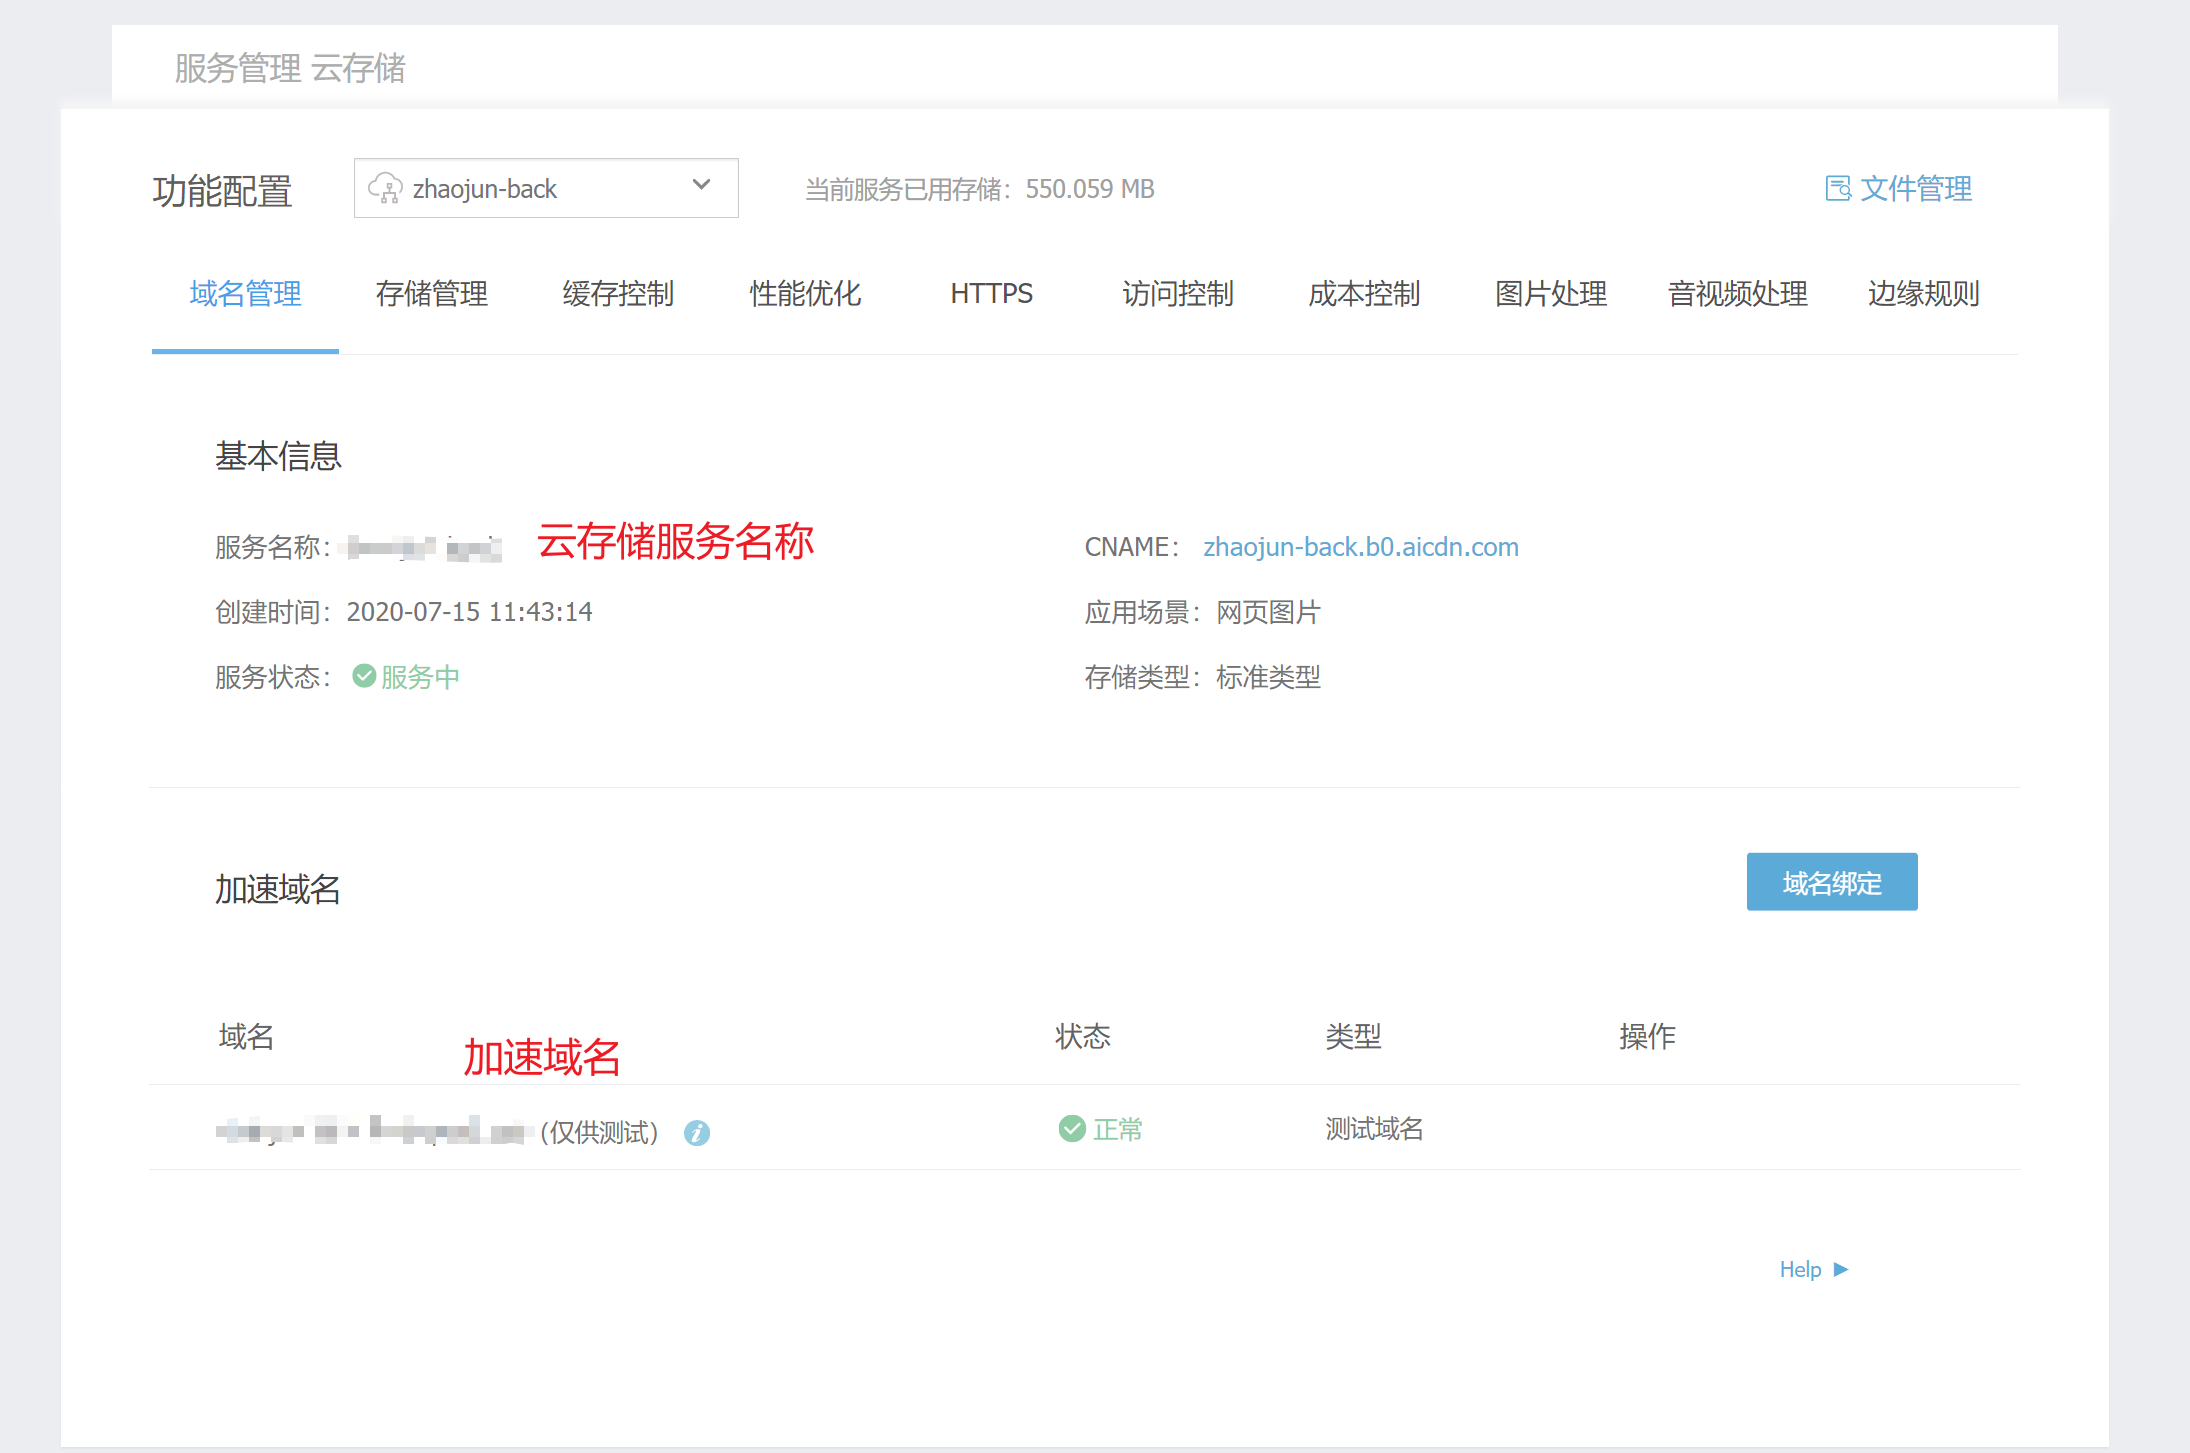 服务管理 云存储
功能配置 zhaojun-back 当前服务已用存储：550.059 MB 文件管理
域名管理 存储管理 缓存控制 性能优化 HTTPS 访问控制 成本控制 图片处理 音视频处理 边缘规则
基本信息
服务名称： 云存储服务名称 CNAME： zhaojun-back.b0.aicdn.com
创建时间：2020-07-15 11:43:14 应用场景：网页图片
服务状态： 服务中 存储类型：标准类型
加速域名 域名绑定
域名 加速域名 状态 类型 操作
(仅供测试) 正常 测试域名
Help